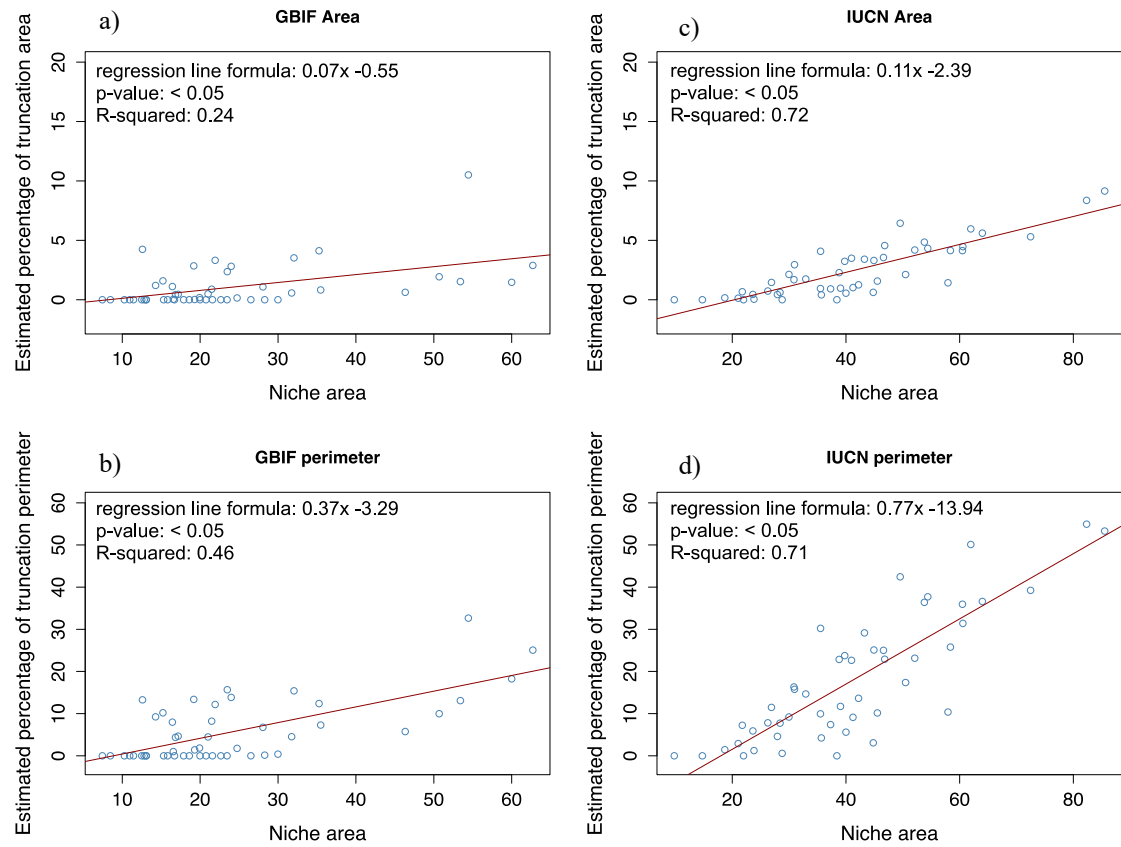 a)
GBIF Area
Estimated percentage of truncation area
20
15
10
5
0
regression line formula: 0.07x -0.55
p-value: < 0.05
R-squared: 0.24
10 20 30 40 50 60
Niche area
c)
IUCN Area
Estimated percentage of truncation area
20
15
10
5
0
regression line formula: 0.11x -2.39
p-value: < 0.05
R-squared: 0.72
20 40 60 80
Niche area
b)
GBIF perimeter
Estimated percentage of truncation perimeter
60
50
40
30
20
10
0
regression line formula: 0.37x -3.29
p-value: < 0.05
R-squared: 0.46
10 20 30 40 50 60
Niche area
d)
IUCN perimeter
Estimated percentage of truncation perimeter
60
50
40
30
20
10
0
regression line formula: 0.77x -13.94
p-value: < 0.05
R-squared: 0.71
20 40 60 80
Niche area